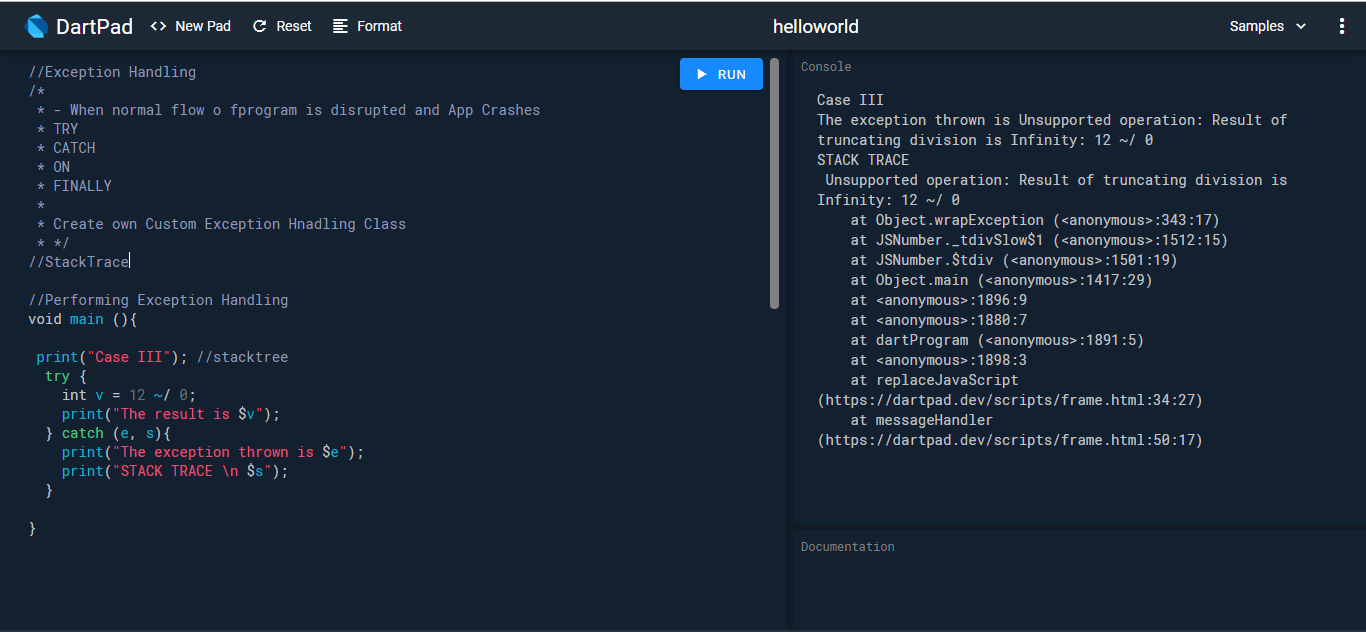 DartPad <> New Pad Reset Format helloworld Samples
//Exception Handling
/*
* - When normal flow o fprogram is disrupted and App Crashes
* TRY
* CATCH
* ON
* FINALLY
*
* Create own Custom Exception Hnadling Class
* */
//StackTrace
//Performing Exception Handling
void main (){
print("Case III"); //stacktree
try {
int v = 12 ~/ 0;
print("The result is $v");
} catch (e, s){
print("The exception thrown is $e");
print("STACK TRACE \n $s");
}
}
RUN
Console
Case III
The exception thrown is Unsupported operation: Result of
truncating division is Infinity: 12 ~/ 0
STACK TRACE
Unsupported operation: Result of truncating division is
Infinity: 12 ~/ 0
at Object.wrapException (<anonymous>:343:17)
at JSNumber._tdivSlow$1 (<anonymous>:1512:15)
at JSNumber.$tdiv (<anonymous>:1501:19)
at Object.main (<anonymous>:1417:29)
at <anonymous>:1896:9
at <anonymous>:1880:7
at dartProgram (<anonymous>:1891:5)
at <anonymous>:1898:3
at replaceJavaScript
(https://dartpad.dev/scripts/frame.html:34:27)
at messageHandler
(https://dartpad.dev/scripts/frame.html:50:17)
Documentation